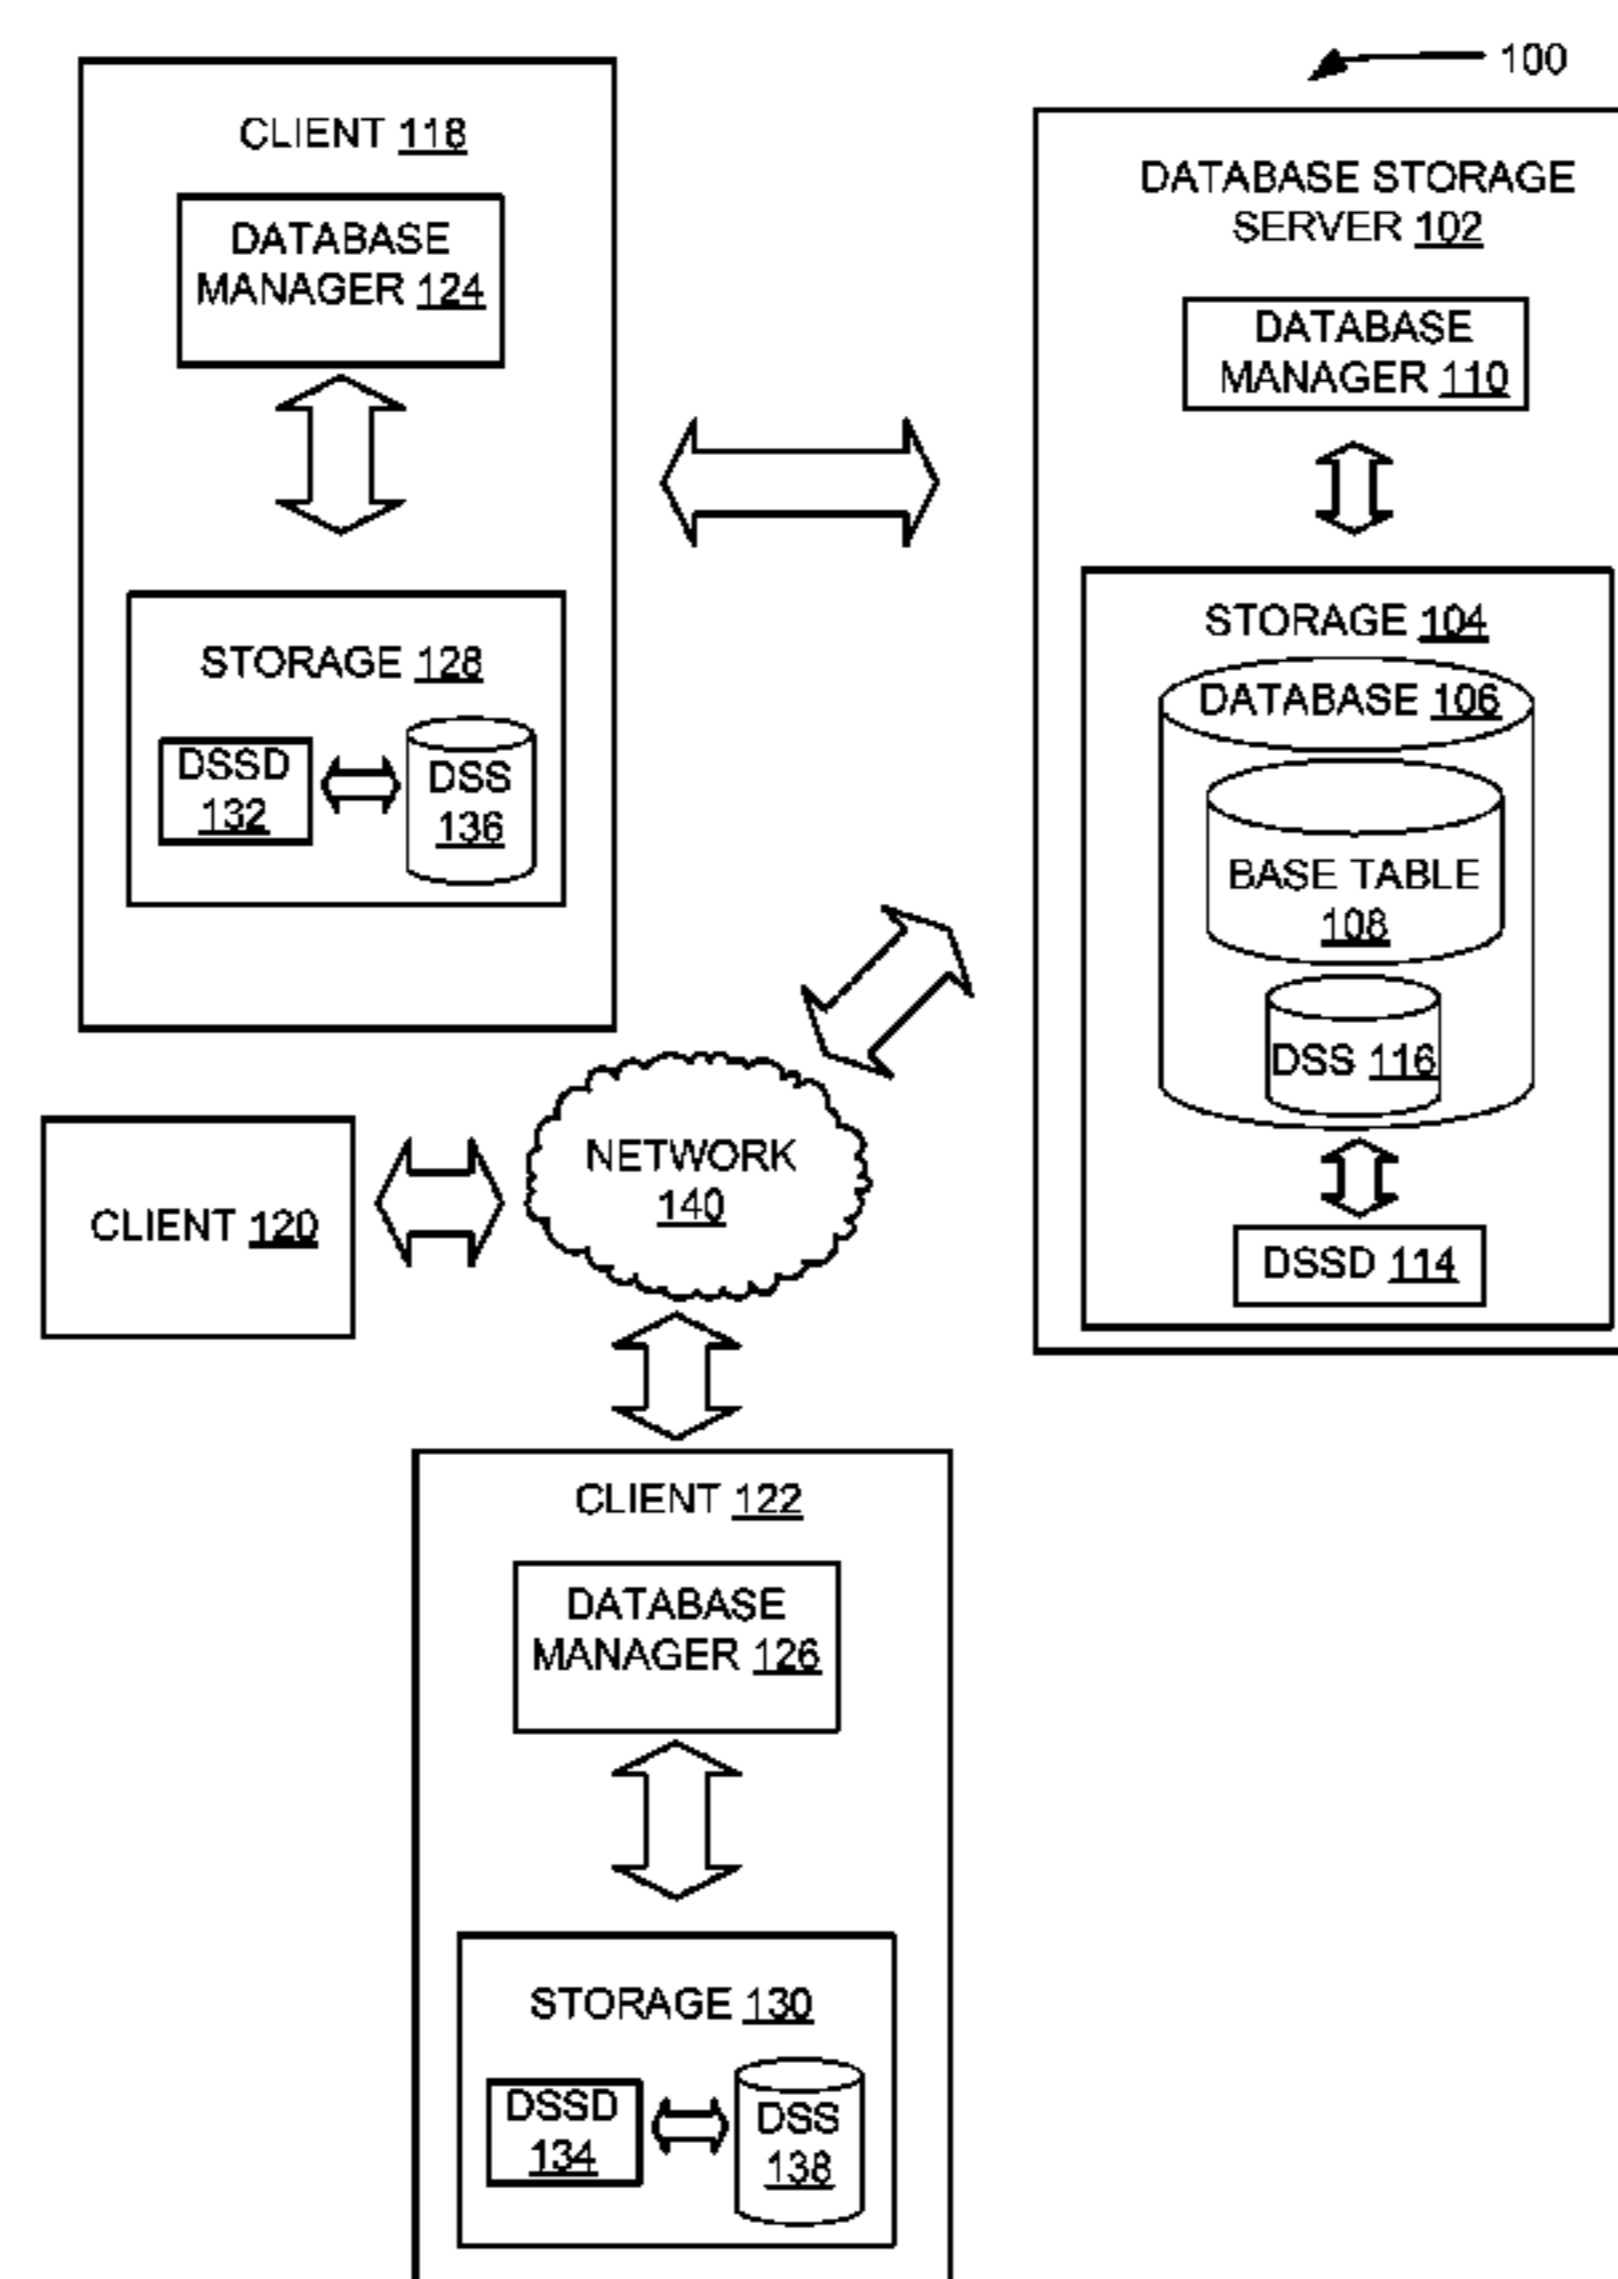 100
CLIENT 118
DATABASE
MANAGER 124
STORAGE 128
DSSD
132
DSS
136
DATABASE STORAGE
SERVER 102
DATABASE
MANAGER 110
STORAGE 104
DATABASE 106
BASE TABLE
108
DSS 116
DSSD 114
CLIENT 120
NETWORK
140
CLIENT 122
DATABASE
MANAGER 126
STORAGE 130
DSSD
134
DSS
138